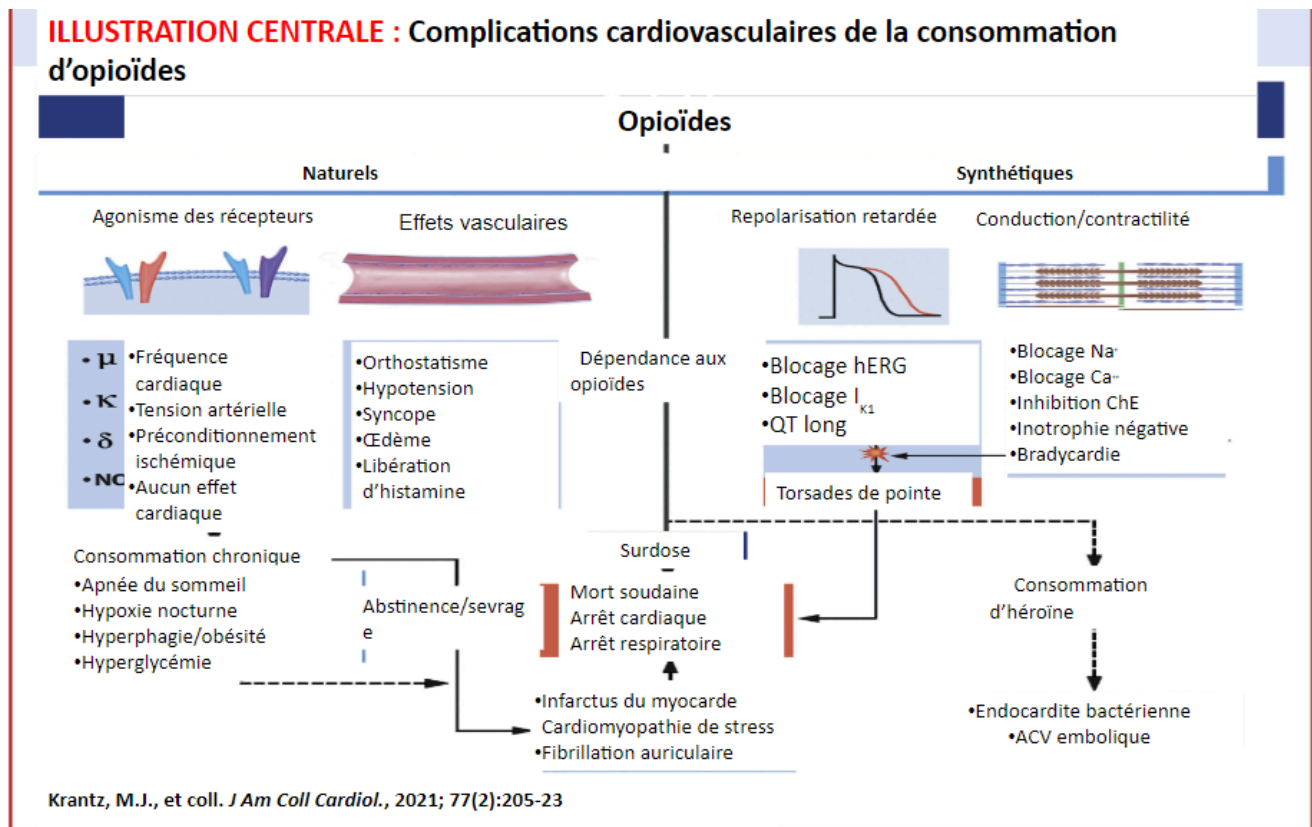 ILLUSTRATION CENTRALE : Complications cardiovasculaires de la consommation
d’opioïdes
Opioïdes
Naturels
Synthétiques
Agonisme des récepteurs
Effets vasculaires
Repolarisation retardée
Conduction/contractilité
• μ
• κ
• δ
•NO
•Fréquence
cardiaque
•Tension artérielle
•Préconditionnement
ischémique
•Aucun effet
cardiaque
•Orthostatisme
•Hypotension
•Syncope
•Œdème
•Libération
d’histamine
Dépendance aux
opioïdes
•Blocage hERG
•Blocage I K1
•QT long
•Blocage Na+
•Blocage Ca++
•Inhibition ChE
•Inotrophie négative
•Bradycardie
Torsades de pointe
Consommation chronique
•Apnée du sommeil
•Hypoxie nocturne
•Hyperphagie/obésité
•Hyperglycémie
Abstinence/sevrag
e
Surdose
Mort soudaine
Arrêt cardiaque
Arrêt respiratoire
•Infarctus du myocarde
Cardiomyopathie de stress
•Fibrillation auriculaire
Consommation
d’héroïne
•Endocardite bactérienne
•ACV embolique
Krantz, M.J., et coll. J Am Coll Cardiol., 2021; 77(2):205-23